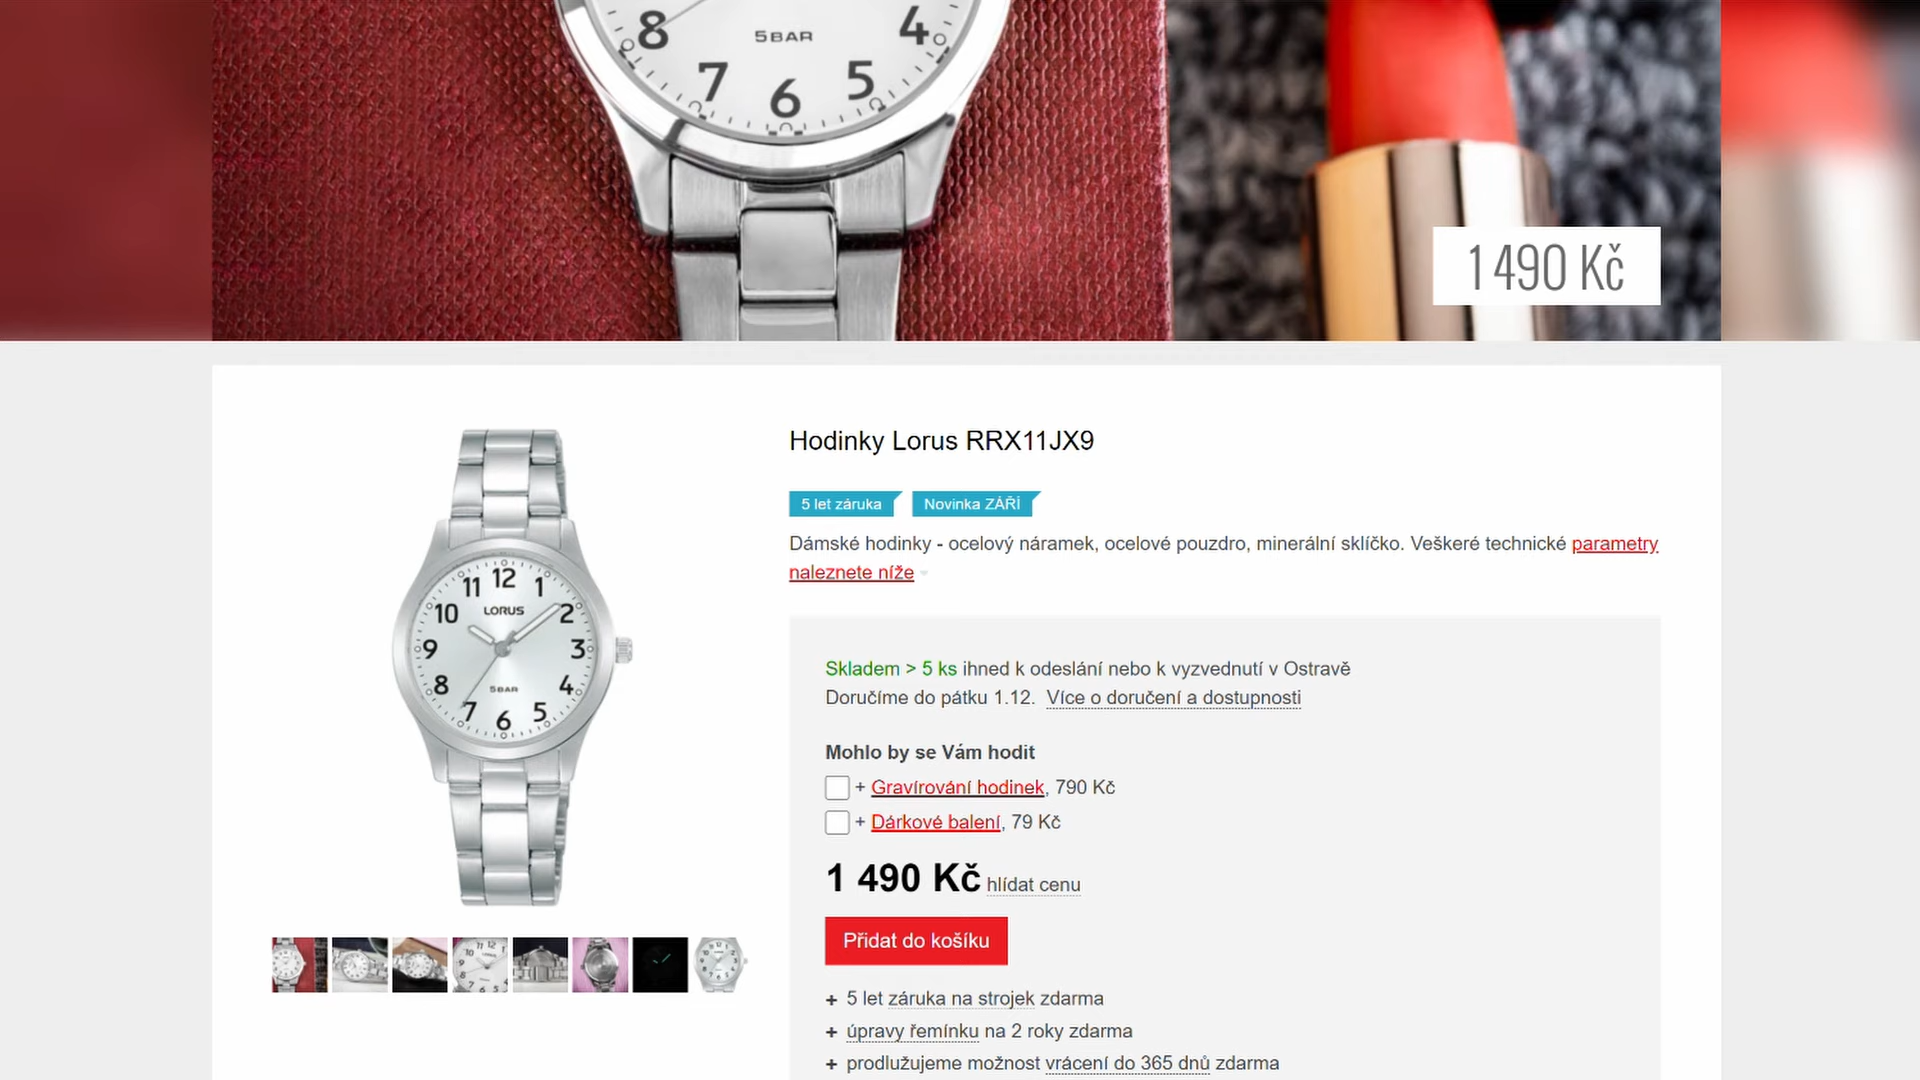 8 5BAR 4
7 6 5
1 490 Kč
Hodinky Lorus RRX11JX9
5 let záruka Novinka ZÁŘÍ
Dámské hodinky - ocelový náramek, ocelové pouzdro, minerální sklíčko. Veškeré technické parametry
naleznete níže
11 12 1
10 LORUS 2
9 3
8 5BAR 4
7 6 5
Skladem > 5 ks ihned k odeslání nebo k vyzvednutí v Ostravě
Doručíme do pátku 1.12. Více o doručení a dostupnosti
Mohlo by se Vám hodit
+ Gravírování hodinek, 790 Kč
+ Dárkové balení, 79 Kč
1 490 Kč hlídat cenu
Přidat do košíku
+ 5 let záruka na strojek zdarma
+ úpravy řemínku na 2 roky zdarma
+ prodlužujeme možnost vrácení do 365 dnů zdarma